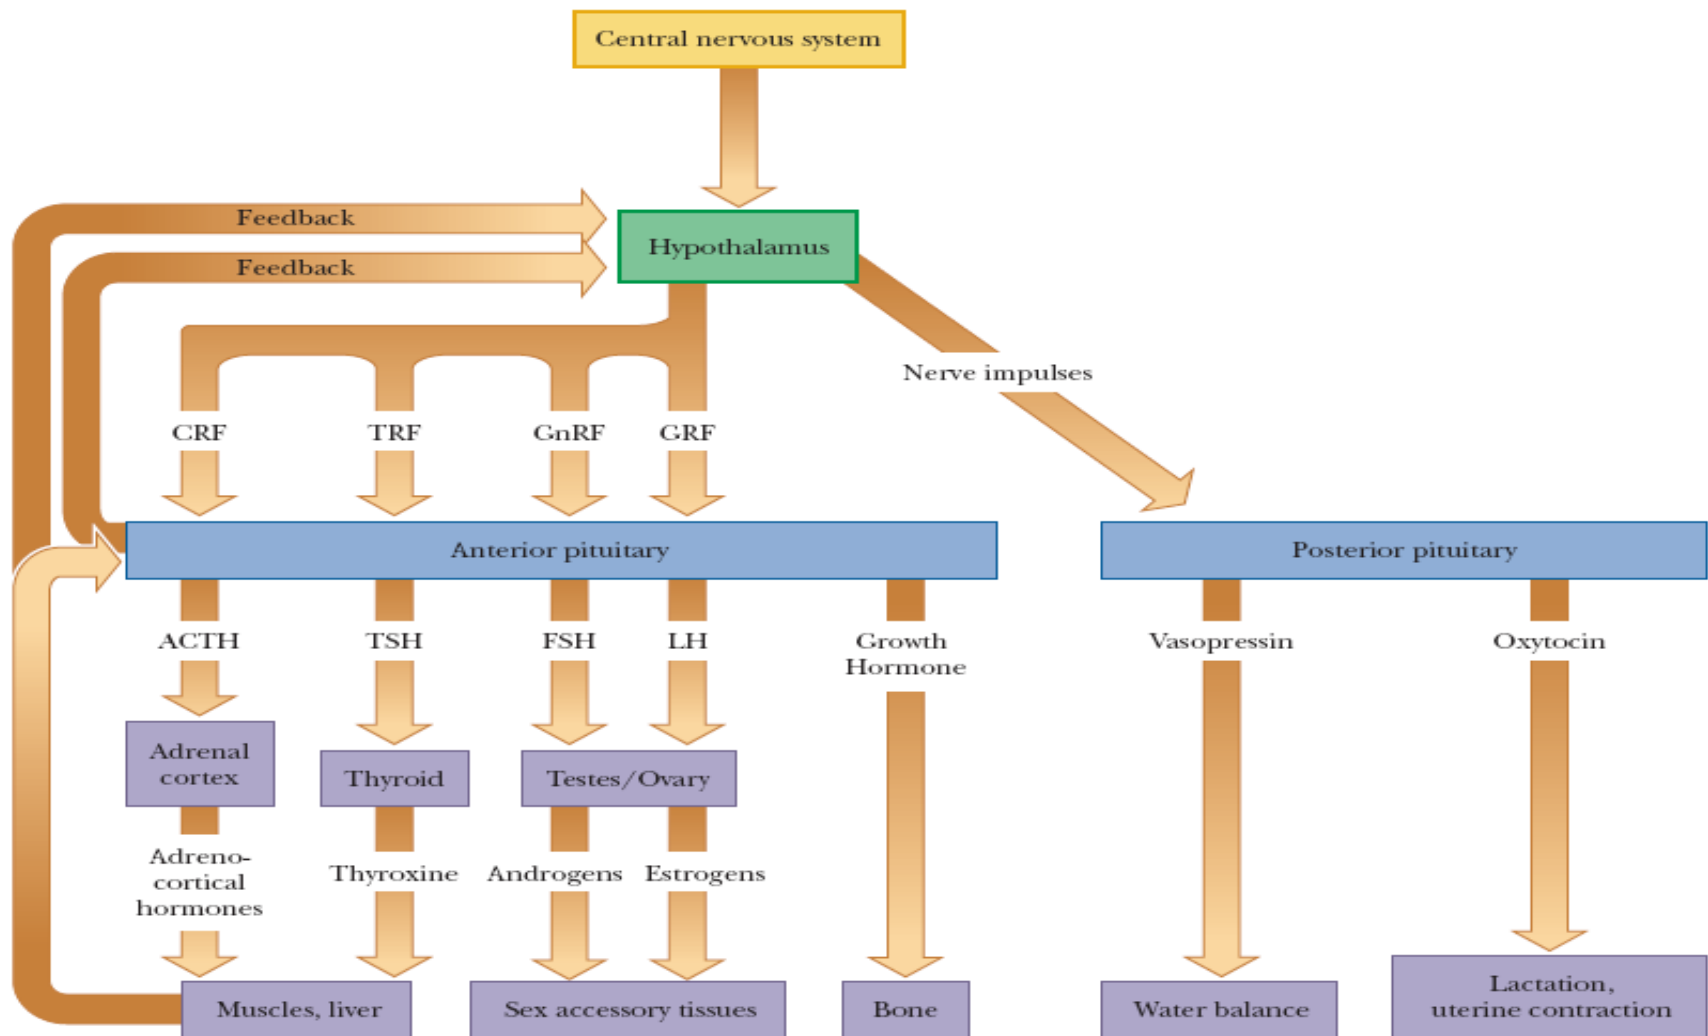 Central nervous system
Feedback
Hypothalamus
Feedback
Nerve impulses
CRF
TRF
GnRF
GRF
Anterior pituitary
Posterior pituitary
ACTH
TSH
FSH
LH
Growth
Hormone
Vasopressin
Oxytocin
Adrenal
cortex
Thyroid
Testes/Ovary
Adreno-
cortical
hormones
Thyroxine
Androgens
Estrogens
Muscles, liver
Sex accessory tissues
Bone
Water balance
Lactation,
uterine contraction